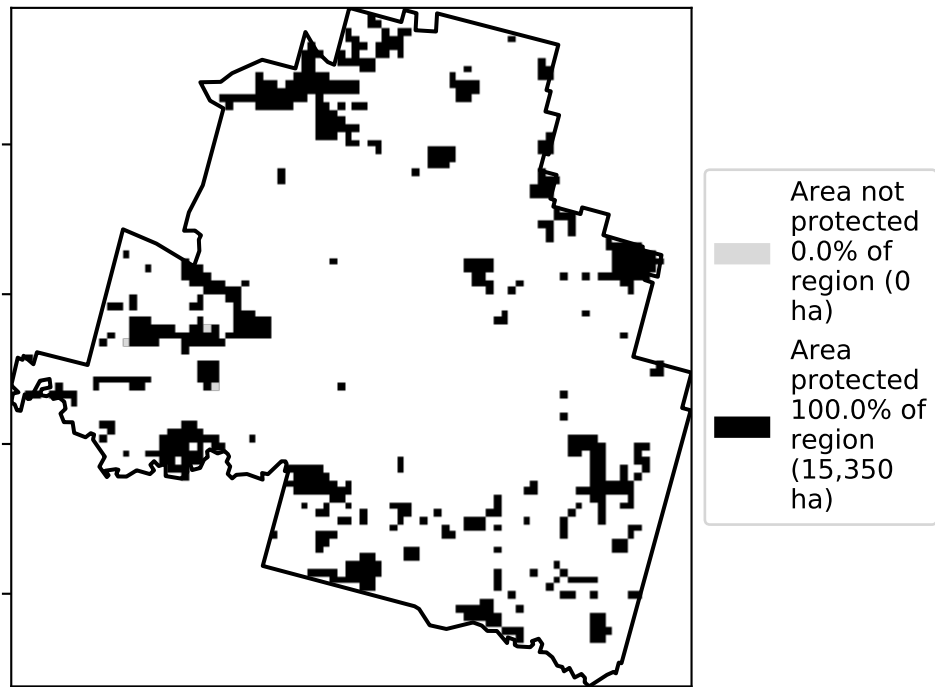 Area not
protected
0.0% of
region (0
ha)
Area
protected
100.0% of
region
(15,350
ha)